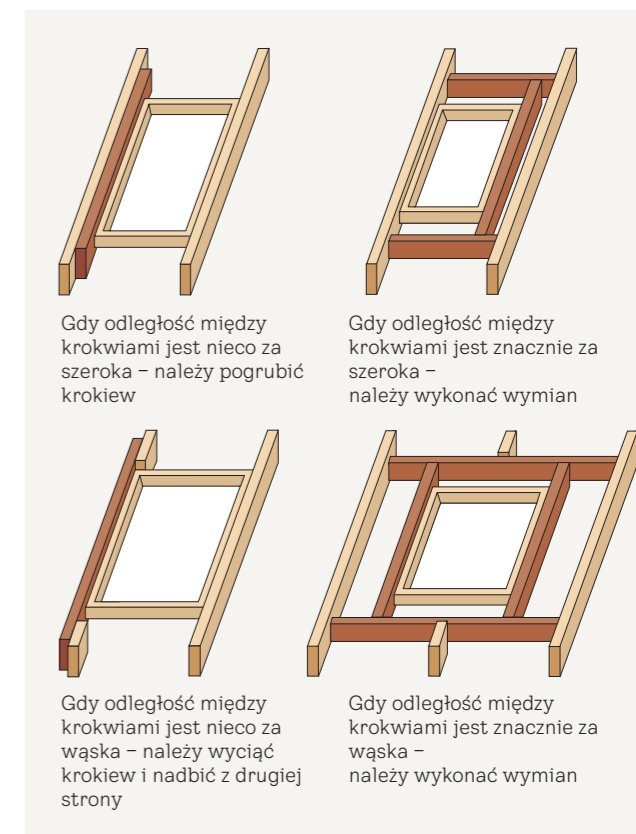 Gdy odległość między
krokwiami jest nieco za
szeroka – należy pogrubić
krokiew
Gdy odległość między
krokwiami jest znacznie za
szeroka –
należy wykonać wymian
Gdy odległość między
krokwiami jest nieco za
wąska – należy wyciąć
krokiew i nadbić z drugiej
strony
Gdy odległość między
krokwiami jest znacznie za
wąska –
należy wykonać wymian